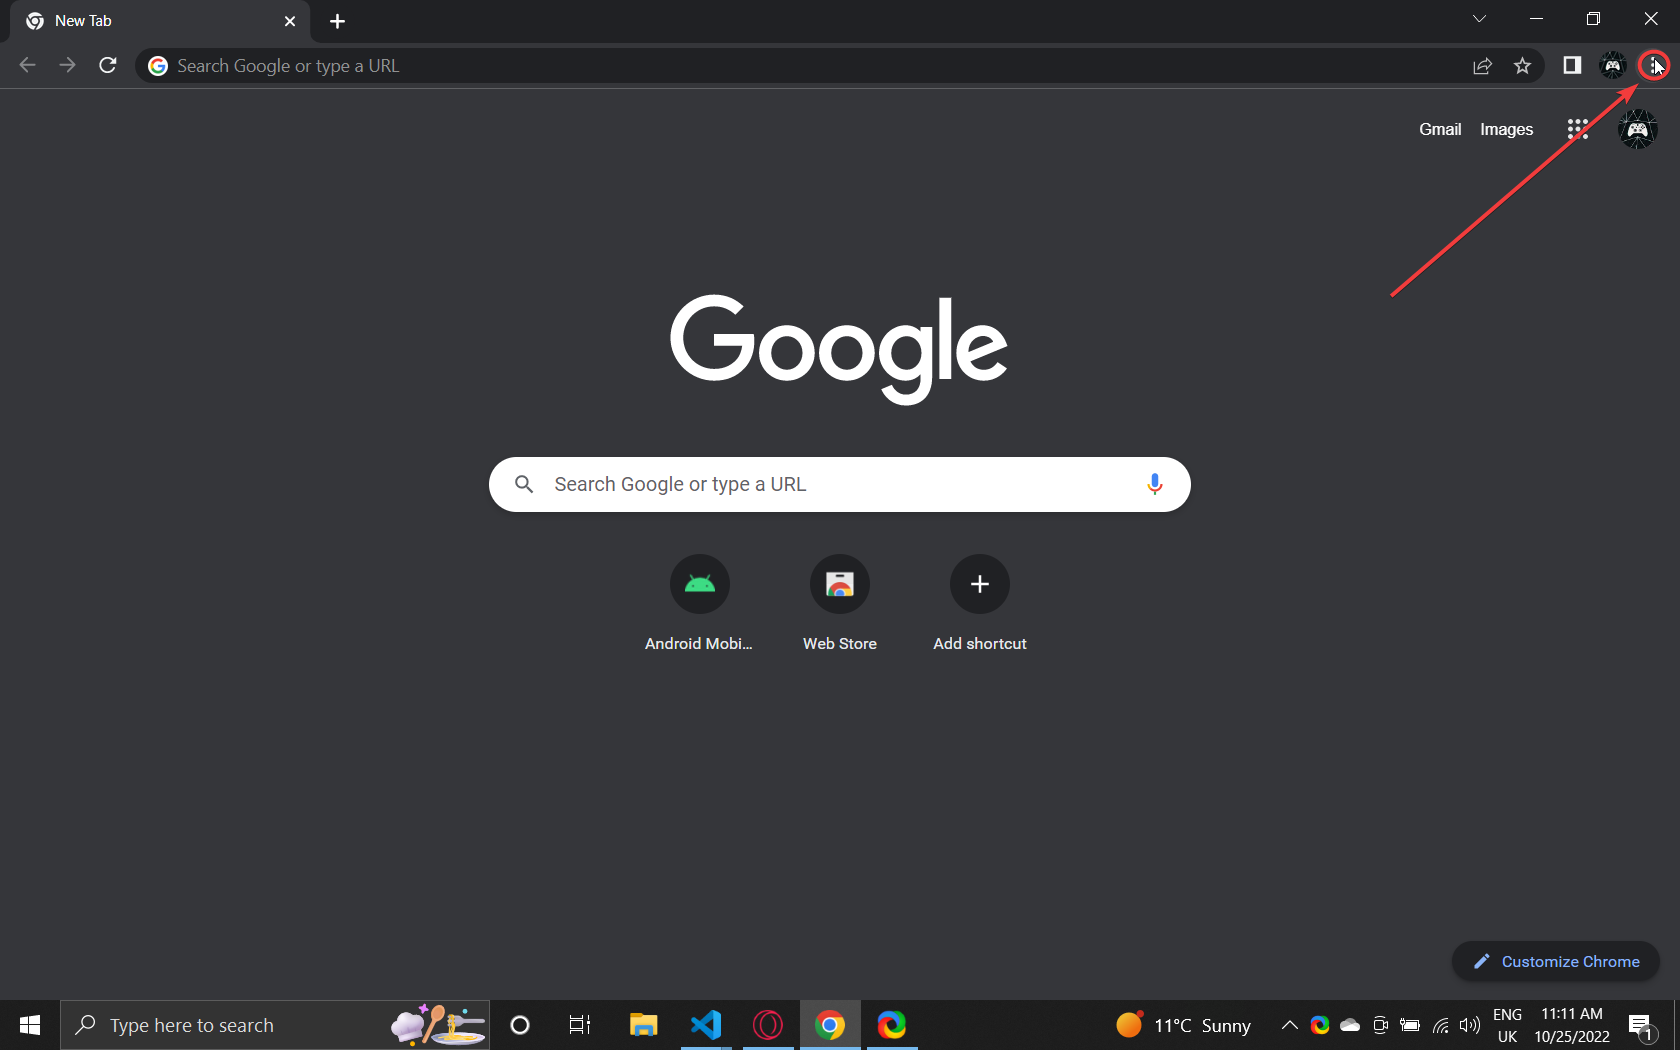 New Tab
Search Google or type a URL
Gmail Images
Google
Search Google or type a URL
Android Mobi...
Web Store
Add shortcut
Customize Chrome
Type here to search
11°C Sunny
ENG
UK
11:11 AM
10/25/2022
1